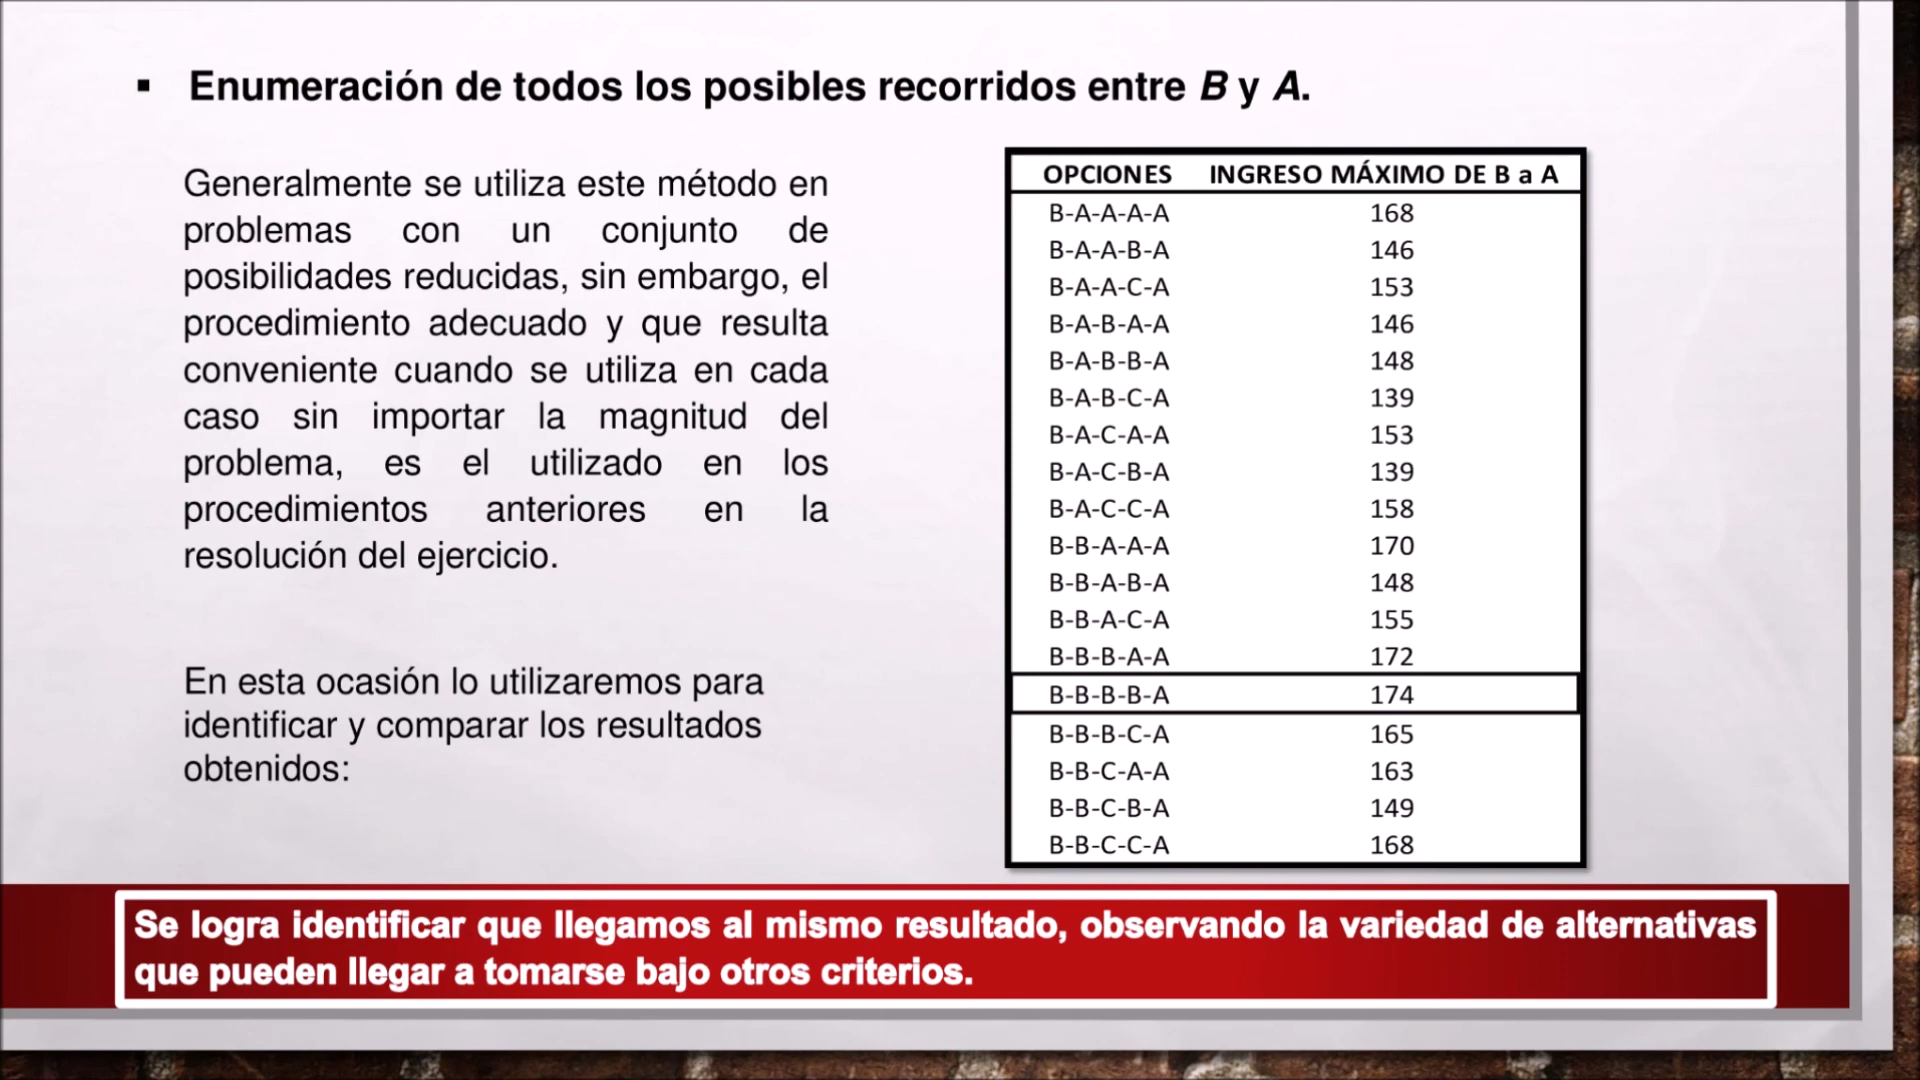 ▪ Enumeración de todos los posibles recorridos entre B y A.
Generalmente se utiliza este método en
problemas con un conjunto de
posibilidades reducidas, sin embargo, el
procedimiento adecuado y que resulta
conveniente cuando se utiliza en cada
caso sin importar la magnitud del
problema, es el utilizado en los
procedimientos anteriores en la
resolución del ejercicio.
En esta ocasión lo utilizaremos para
identificar y comparar los resultados
obtenidos:
OPCIONES INGRESO MÁXIMO DE B a A
B-A-A-A-A 168
B-A-A-B-A 146
B-A-A-C-A 153
B-A-B-A-A 146
B-A-B-B-A 148
B-A-B-C-A 139
B-A-C-A-A 153
B-A-C-B-A 139
B-A-C-C-A 158
B-B-A-A-A 170
B-B-A-B-A 148
B-B-A-C-A 155
B-B-B-A-A 172
B-B-B-B-A 174
B-B-B-C-A 165
B-B-C-A-A 163
B-B-C-B-A 149
B-B-C-C-A 168
Se logra identificar que llegamos al mismo resultado, observando la variedad de alternativas
que pueden llegar a tomarse bajo otros criterios.